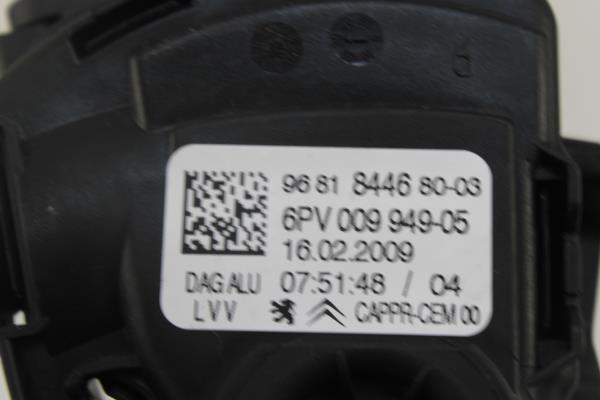 96 81 8446 80-03
6PV 009 949-05
16.02.2009
DAG ALU 07:51:48 / 04
LVV CAPPR-CEM 00